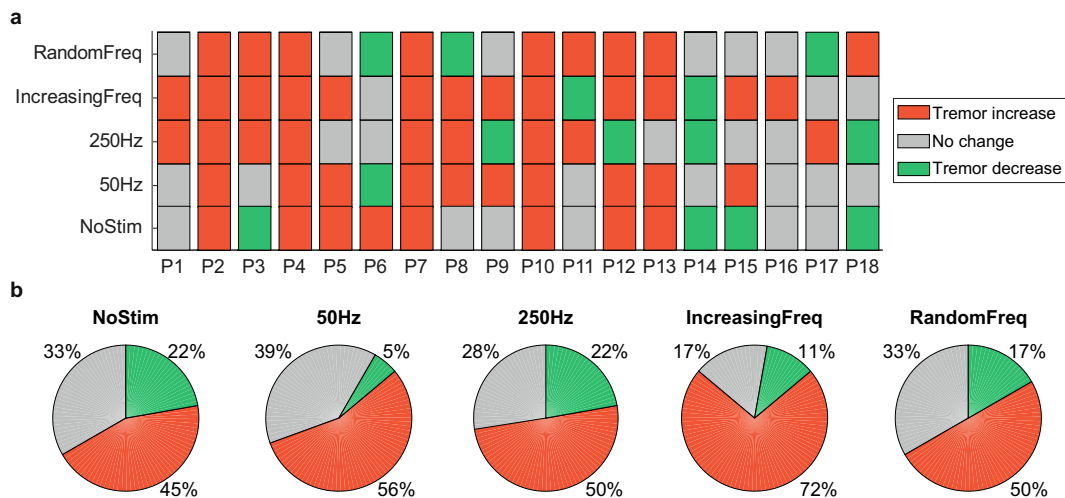 a
RandomFreq
IncreasingFreq
250Hz
50Hz
NoStim
Tremor increase
No change
Tremor decrease
P1 P2 P3 P4 P5 P6 P7 P8 P9 P10 P11 P12 P13 P14 P15 P16 P17 P18
b
NoStim 50Hz 250Hz IncreasingFreq RandomFreq
33% 22% 39% 5% 28% 22% 17% 11% 33% 17%
45% 56% 50% 72% 50%